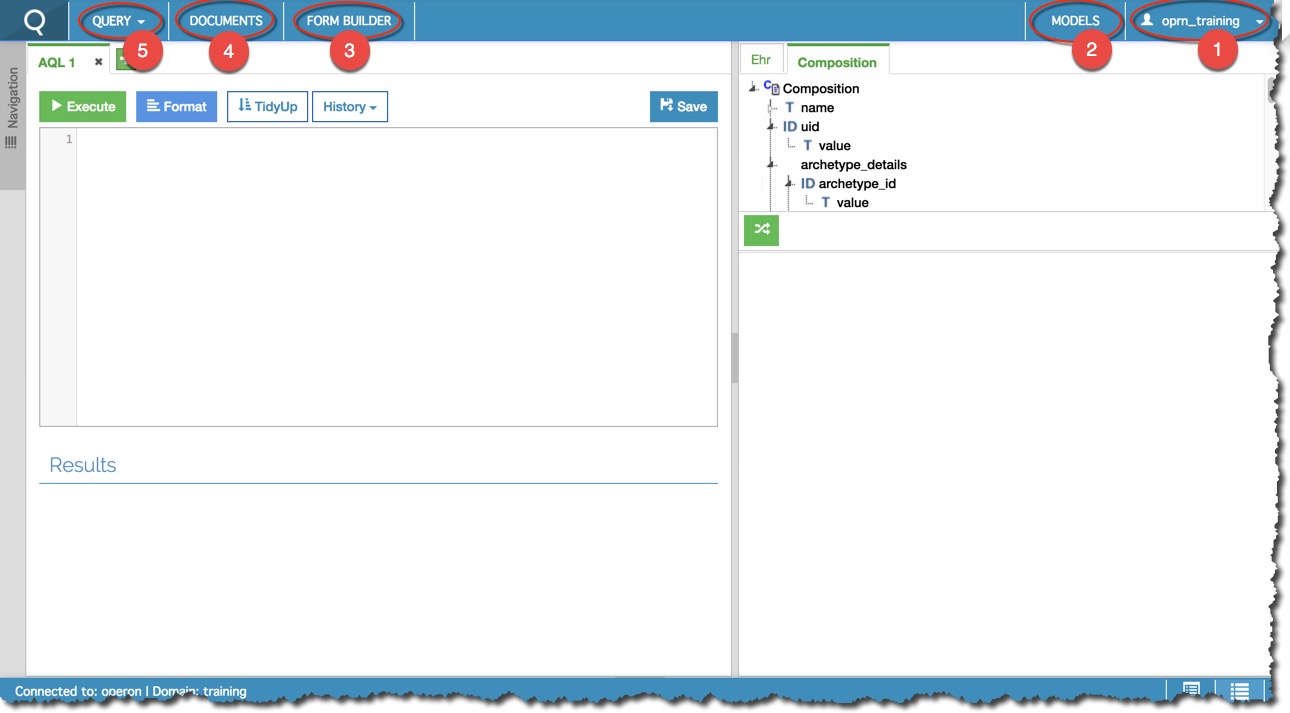 QUERY
DOCUMENTS
FORM BUILDER
MODELS
oprn_training
5
4
3
2
1
Navigation
AQL 1
Execute
Format
TidyUp
History
Save
1
Results
Ehr
Composition
Composition
T name
ID uid
T value
archetype_details
ID archetype_id
T value
Connected to: operon | Domain: training